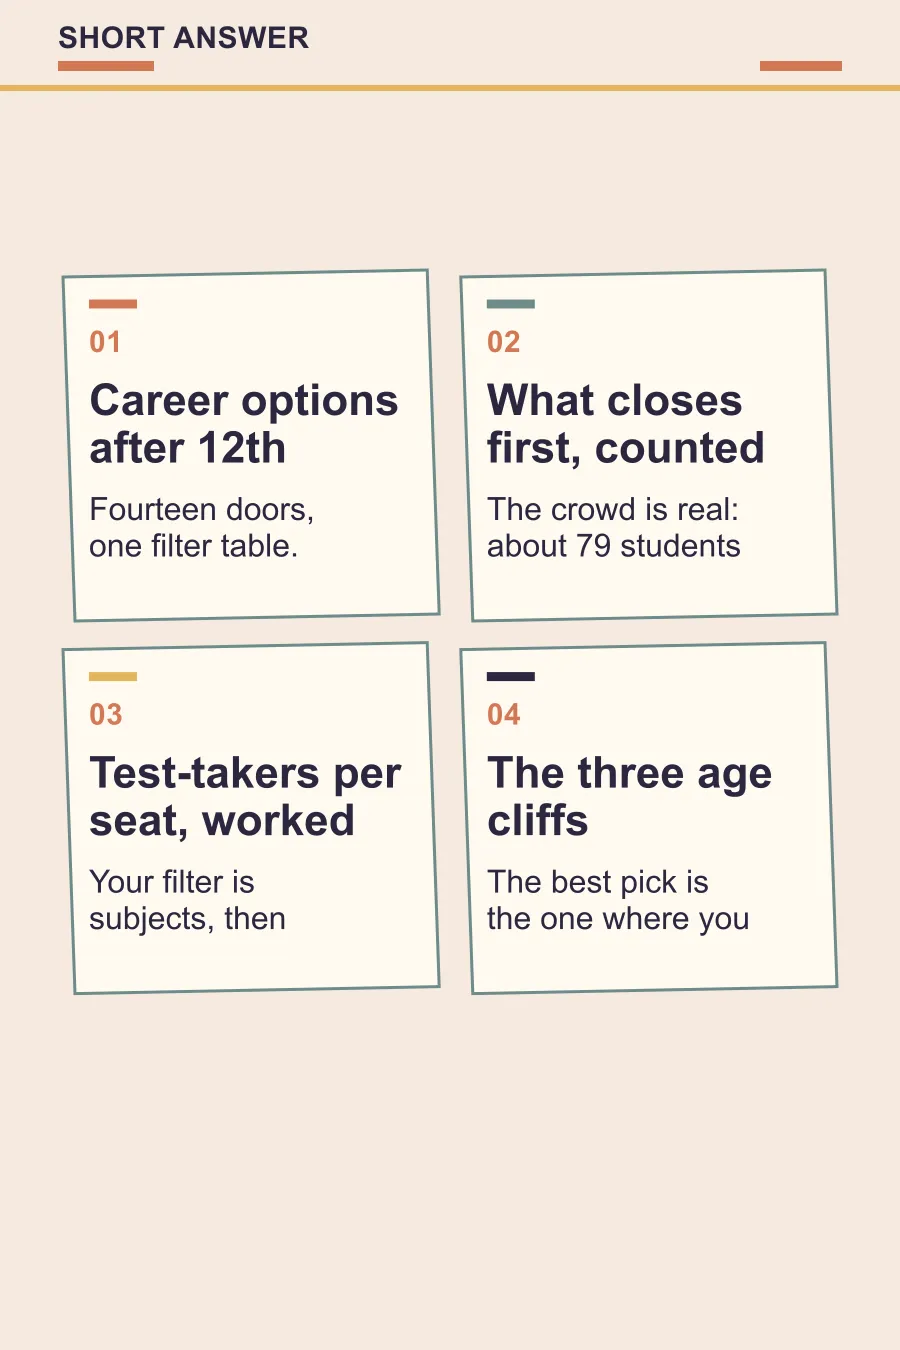 SHORT ANSWER
01
Career options
after 12th
Fourteen doors,
one filter table.
02
What closes
first, counted
The crowd is real:
about 79 students
03
Test-takers per
seat, worked
Your filter is
subjects, then
04
The three age
cliffs
The best pick is
the one where you